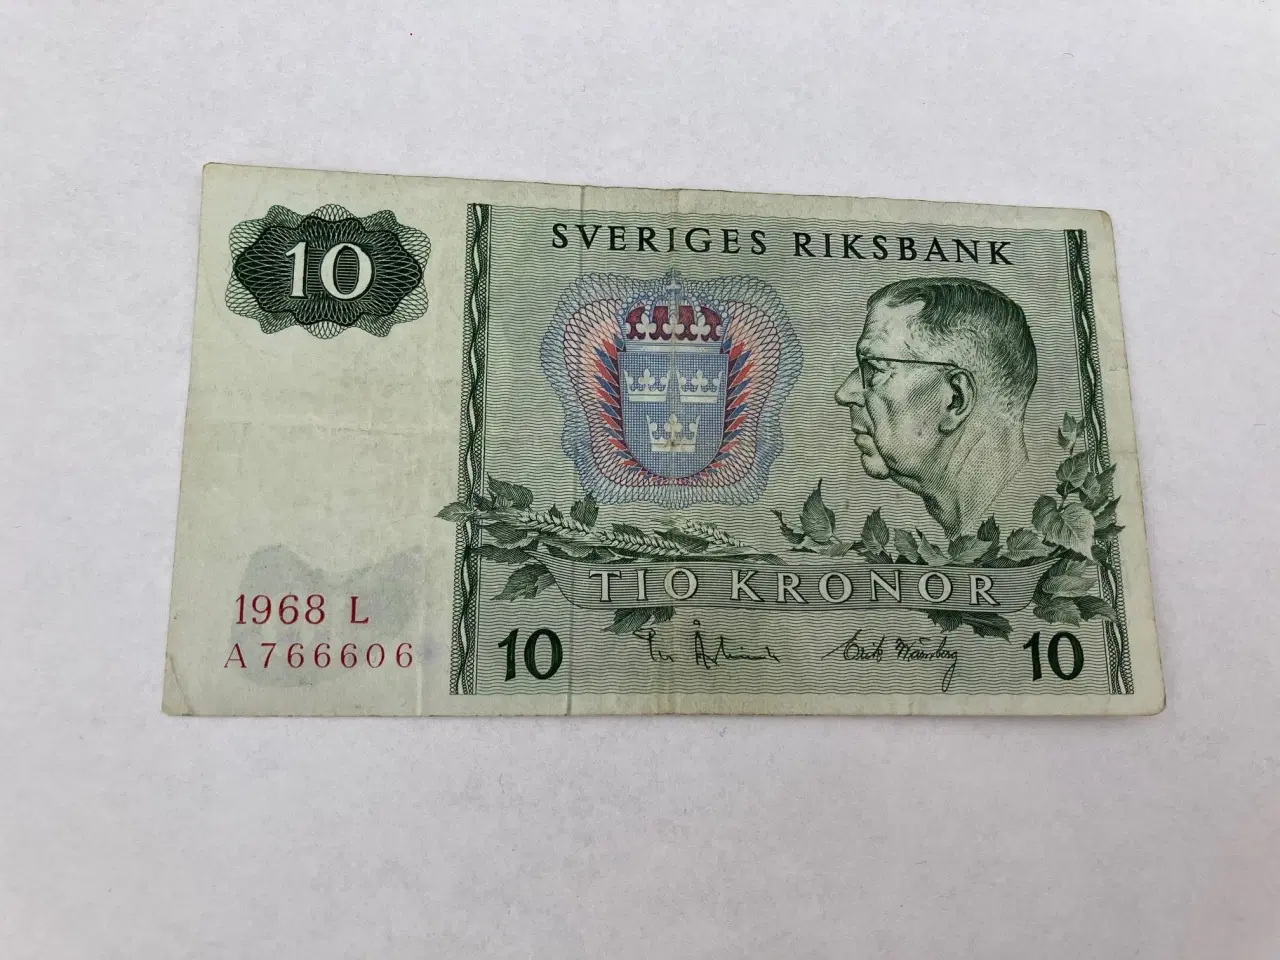 10
SVERIGES RIKSBANK
TIO KRONOR
1968 L
A766606
10
10